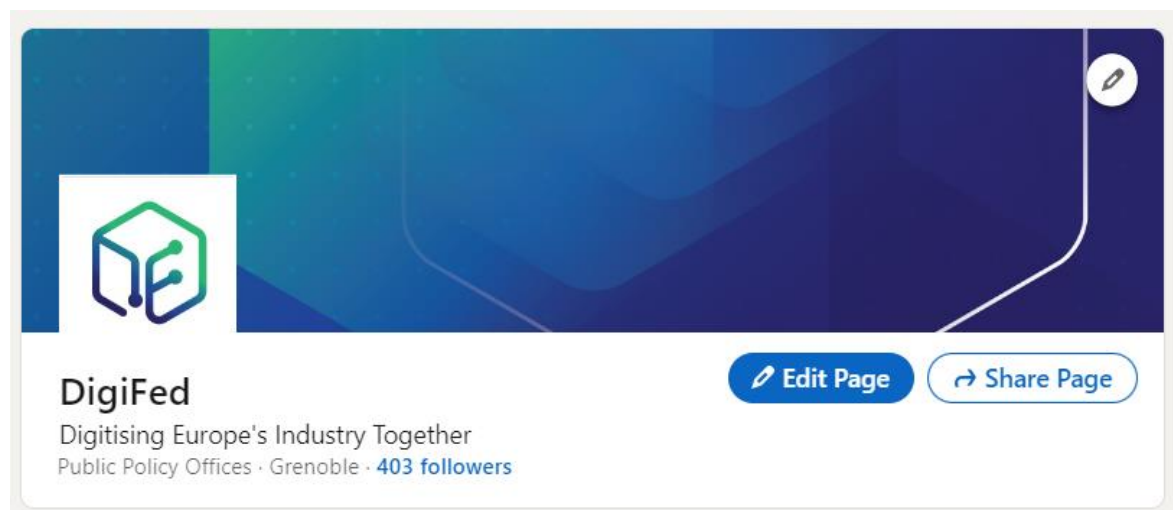 Edit Page
Share Page
DigiFed
Digitising Europe's Industry Together
Public Policy Offices · Grenoble · 403 followers